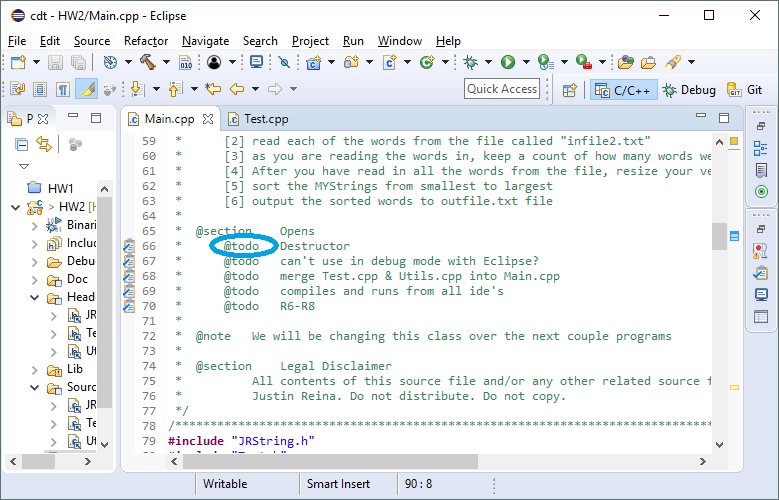 cdt - HW2/Main.cpp - Eclipse
File Edit Source Refactor Navigate Search Project Run Window Help
Quick Access C/C++ Debug Git
P Main.cpp Test.cpp
59 * [2] read each of the words from the file called "infile2.txt"
60 * [3] as you are reading the words in, keep a count of how many words we
61 * [4] After you have read in all the words from the file, resize your ve
62 * [5] sort the MYStrings from smallest to largest
63 * [6] output the sorted words to outfile.txt file
64 *
65 * @section Opens
66 * @todo Destructor
67 * @todo can't use in debug mode with Eclipse?
68 * @todo merge Test.cpp & Utils.cpp into Main.cpp
69 * @todo compiles and runs from all ide's
70 * @todo R6-R8
71 *
72 * @note We will be changing this class over the next couple programs
73 *
74 * @section Legal Disclaimer
75 * All contents of this source file and/or any other related source f
76 * Justin Reina. Do not distribute. Do not copy.
77 */
78 /*****************************************************************************
79 #include "JRString.h"
HW1
> HW2 [H
Binari
Includ
Debu
Doc
Head
JR
Te
Ut
Lib
Sourc
JR
Te
Ut
Writable Smart Insert 90 : 8